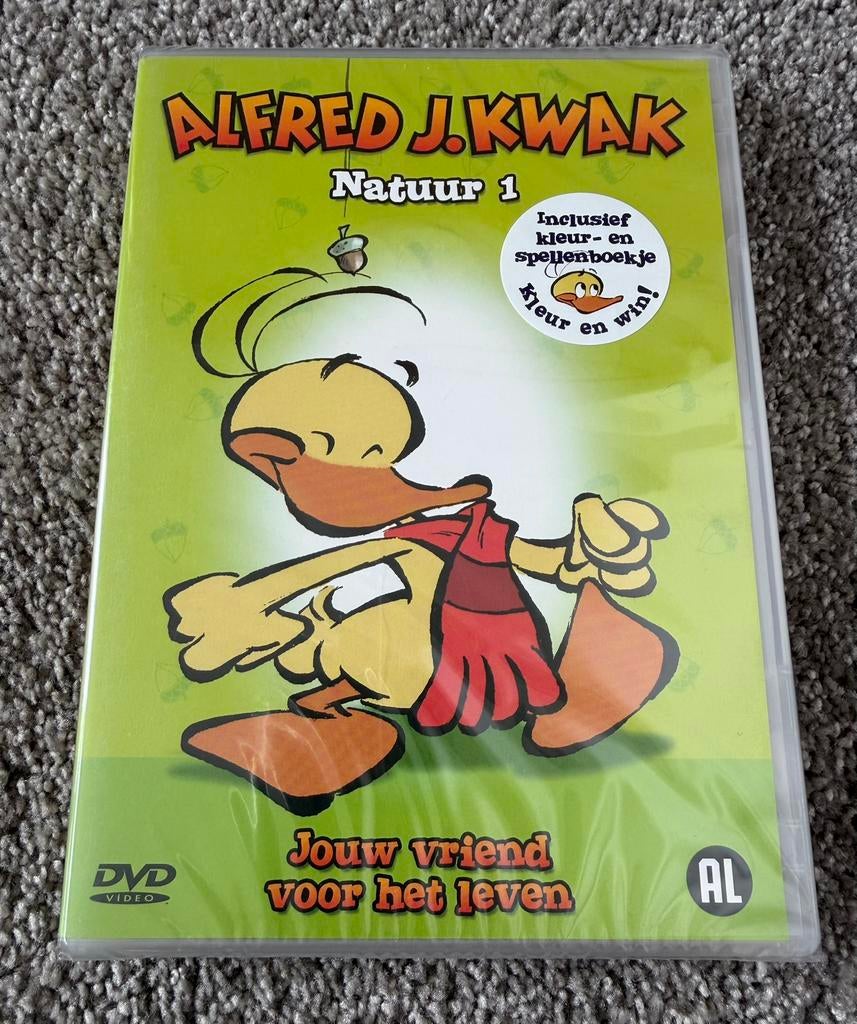 ALFRED J. KWAK
Natuur 1
Inclusief
kleur- en
spellenboekje
Kleur en win!
Jouw vriend
voor het leven
DVD
VIDEO
AL